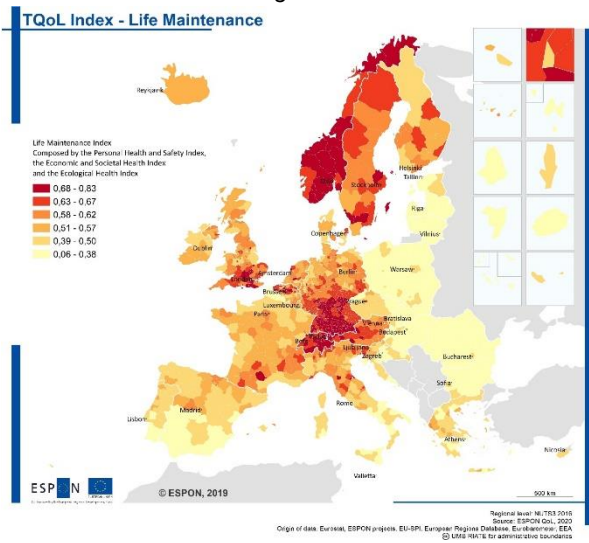 TQoL Index - Life Maintenance
Reykjavik
Life Maintenance Index
Composed by the Personal Health and Safety Index,
the Economic and Societal Health Index
and the Ecological Health Index
0,68 - 0,83
0,63 - 0,67
0,58 - 0,62
0,51 - 0,57
0,39 - 0,50
0,06 - 0,38
Helsinki
Tallinn
Stockholm
Riga
Copenhagen
Vilnius
Dublin
Amsterdam
Berlin
Warsaw
Brussels
Luxembourg
Prague
Paris
Bratislava
Vienna
Budapest
Bern
Ljubljana
Zagreb
Bucharest
Sofia
Rome
Madrid
Lisbon
Athens
Nicosia
Valletta
ESPON
© ESPON, 2019
500 km
Regional level: NUTS3 2016
Source: ESPON QoL, 2020
Origin of data: Eurostat, ESPON projects, EU-SPI, European Regions Database, Eurobarometer, EEA
© UMS RIATE for administrative boundaries